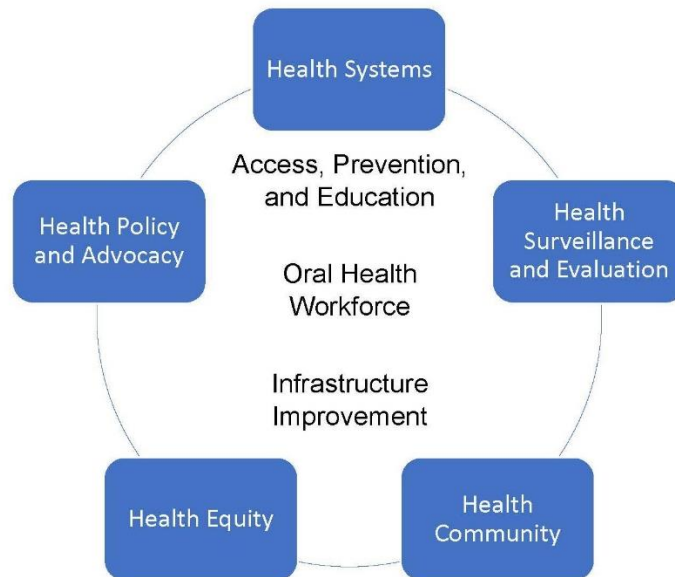 Health Systems
Access, Prevention,
and Education
Health Policy
and Advocacy
Health
Surveillance
and Evaluation
Oral Health
Workforce
Infrastructure
Improvement
Health Equity
Health
Community